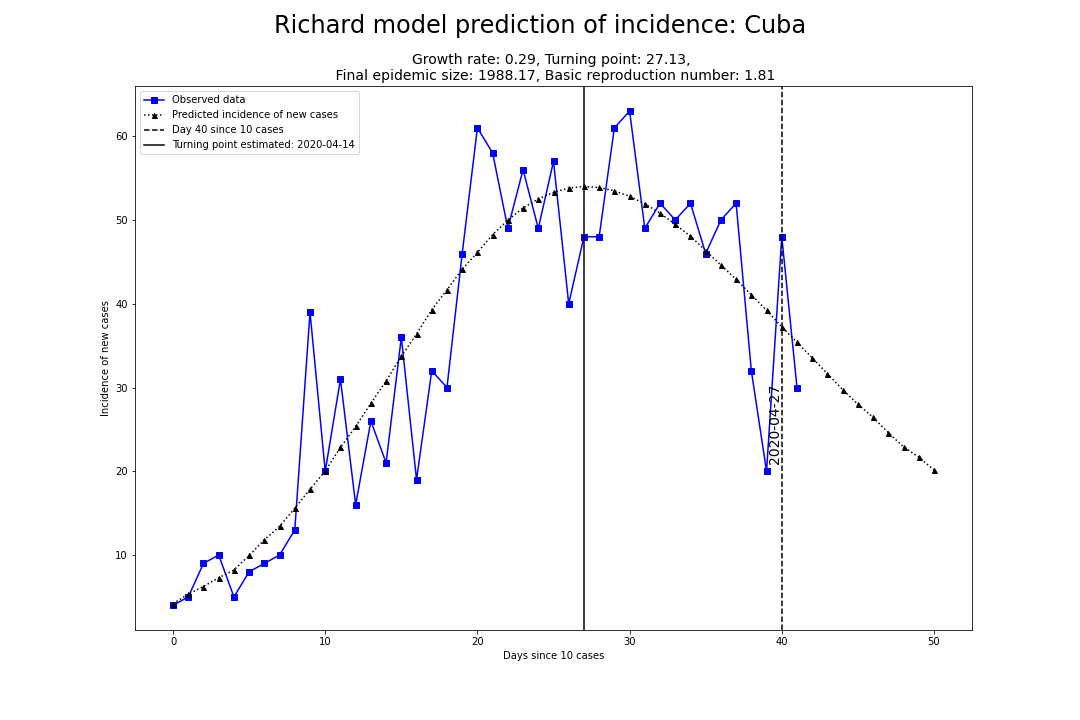 Richard model prediction of incidence: Cuba
Growth rate: 0.29, Turning point: 27.13,
Final epidemic size: 1988.17, Basic reproduction number: 1.81
Observed data
Predicted incidence of new cases
Day 40 since 10 cases
Turning point estimated: 2020-04-14
60
50
40
30
20
10
Incidence of new cases
2020-04-27
0 10 20 30 40 50
Days since 10 cases